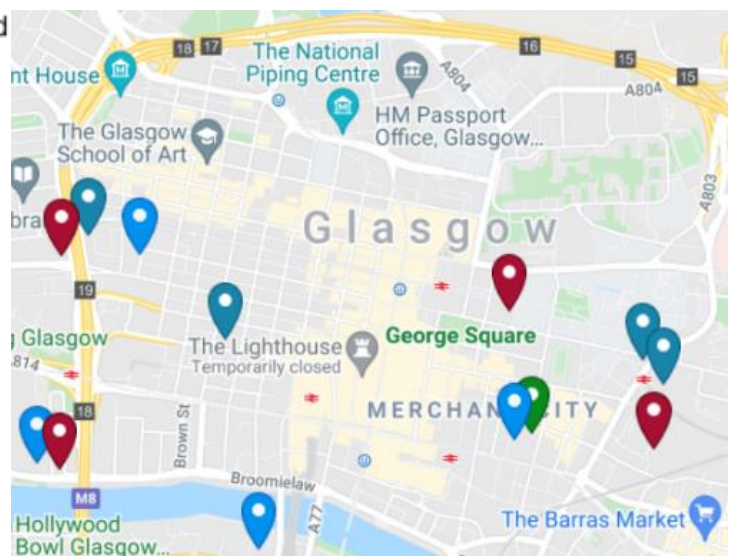 d
18
17
16
15
15
The National
Piping Centre
A804
nt House
HM Passport
Office, Glasgow...
A804
The Glasgow
School of Art
A803
bra
Glasgow
19
g Glasgow
George Square
The Lighthouse
Temporarily closed
814
MERCHAN CITY
18
Brown St
Broomielaw
M8
A77
The Barras Market
Hollywood
Bowl Glasgow...